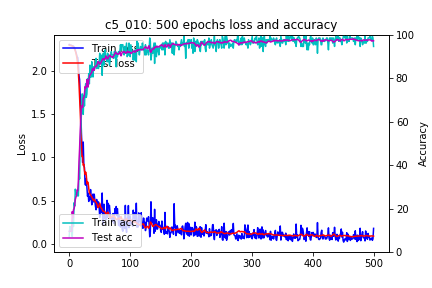 c5_010: 500 epochs loss and accuracy
Train loss
Test loss
Train acc
Test acc
Loss
Accuracy
2.0
1.5
1.0
0.5
0.0
100
80
60
40
20
0
0 100 200 300 400 500